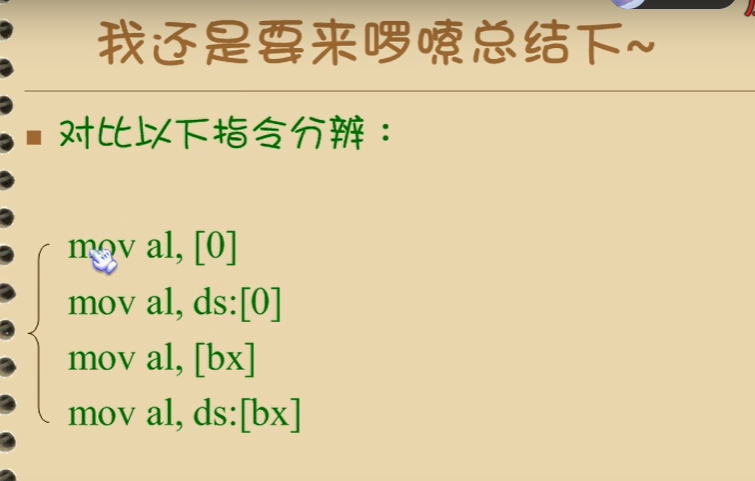 我还是要来啰嗦总结下~
对比以下指令分辨：
mov al, [0]
mov al, ds:[0]
mov al, [bx]
mov al, ds:[bx]